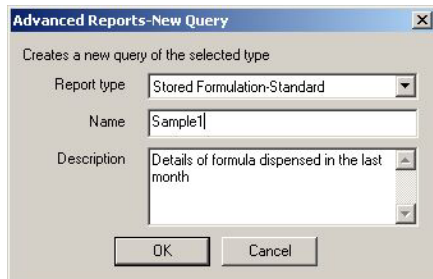 Advanced Reports-New Query
Creates a new query of the selected type
Report type Stored Formulation-Standard
Name Sample1
Description Details of formula dispensed in the last
month
OK Cancel